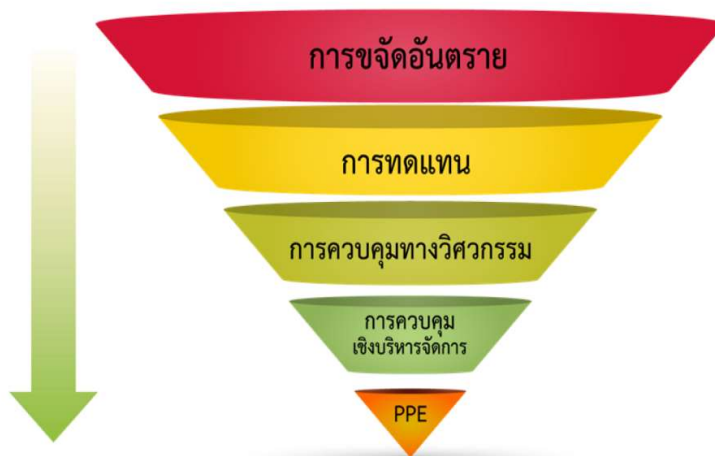 การขจัดอันตราย
การทดแทน
การควบคุมทางวิศวกรรม
การควบคุม
เชิงบริหารจัดการ
PPE